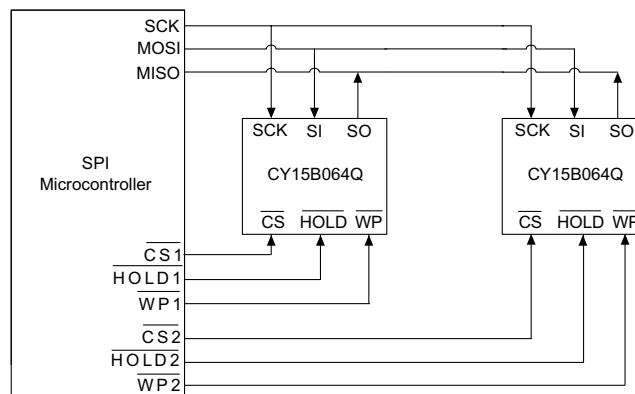 SCK
MOSI
MISO
SPI
Microcontroller
CS1
HOLD1
WP1
CS2
HOLD2
WP2
SCK SI SO
CY15B064Q
CS HOLD WP
SCK SI SO
CY15B064Q
CS HOLD WP